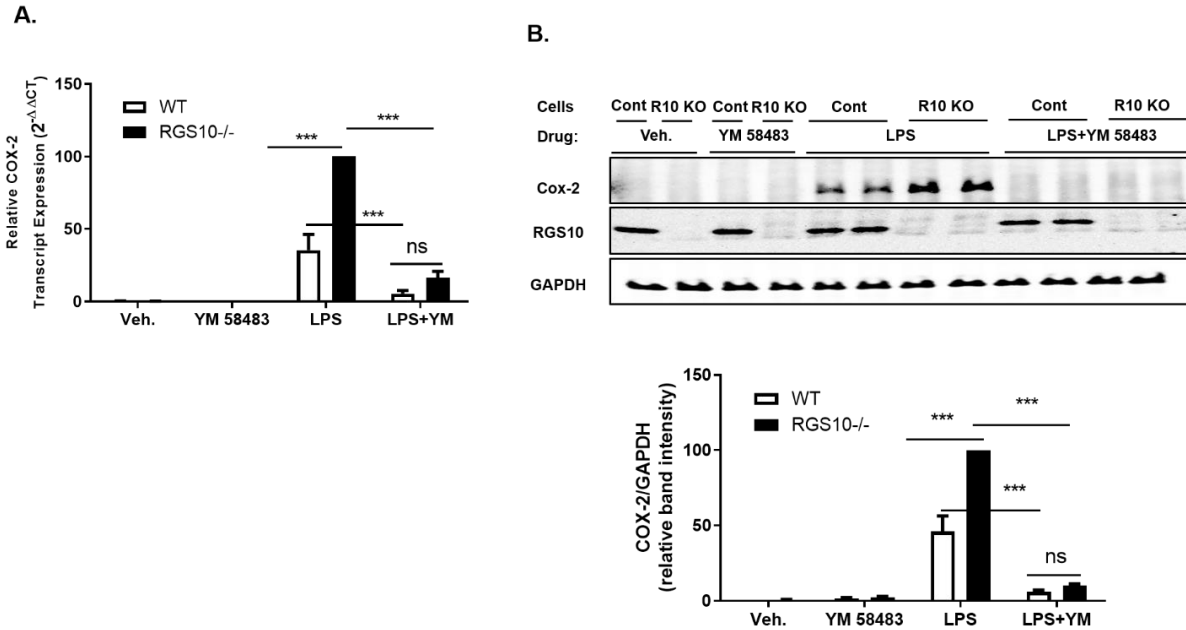 A.
Relative COX-2
Transcript Expression (2^-ΔΔCT)
150
100
50
0
WT
RGS10-/-
***
***
***
ns
Veh. YM 58483 LPS LPS+YM
B.
Cells Cont R10 KO Cont R10 KO Cont R10 KO Cont R10 KO
Drug: Veh. YM 58483 LPS LPS+YM 58483
Cox-2
RGS10
GAPDH
COX-2/GAPDH
(relative band intensity)
150
100
50
0
WT
RGS10-/-
***
***
***
ns
Veh. YM 58483 LPS LPS+YM